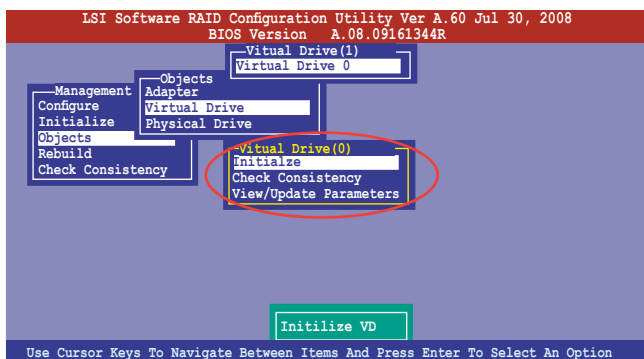 LSI Software RAID Configuration Utility Ver A.60 Jul 30, 2008
BIOS Version A.08.09161344R
Vitual Drive(1)
Virtual Drive 0
Objects
Adapter
Virtual Drive
Physical Drive
Management
Configure
Initialize
Objects
Rebuild
Check Consistency
Vitual Drive(0)
Initialze
Check Consistency
View/Update Parameters
Initilize VD
Use Cursor Keys To Navigate Between Items And Press Enter To Select An Option